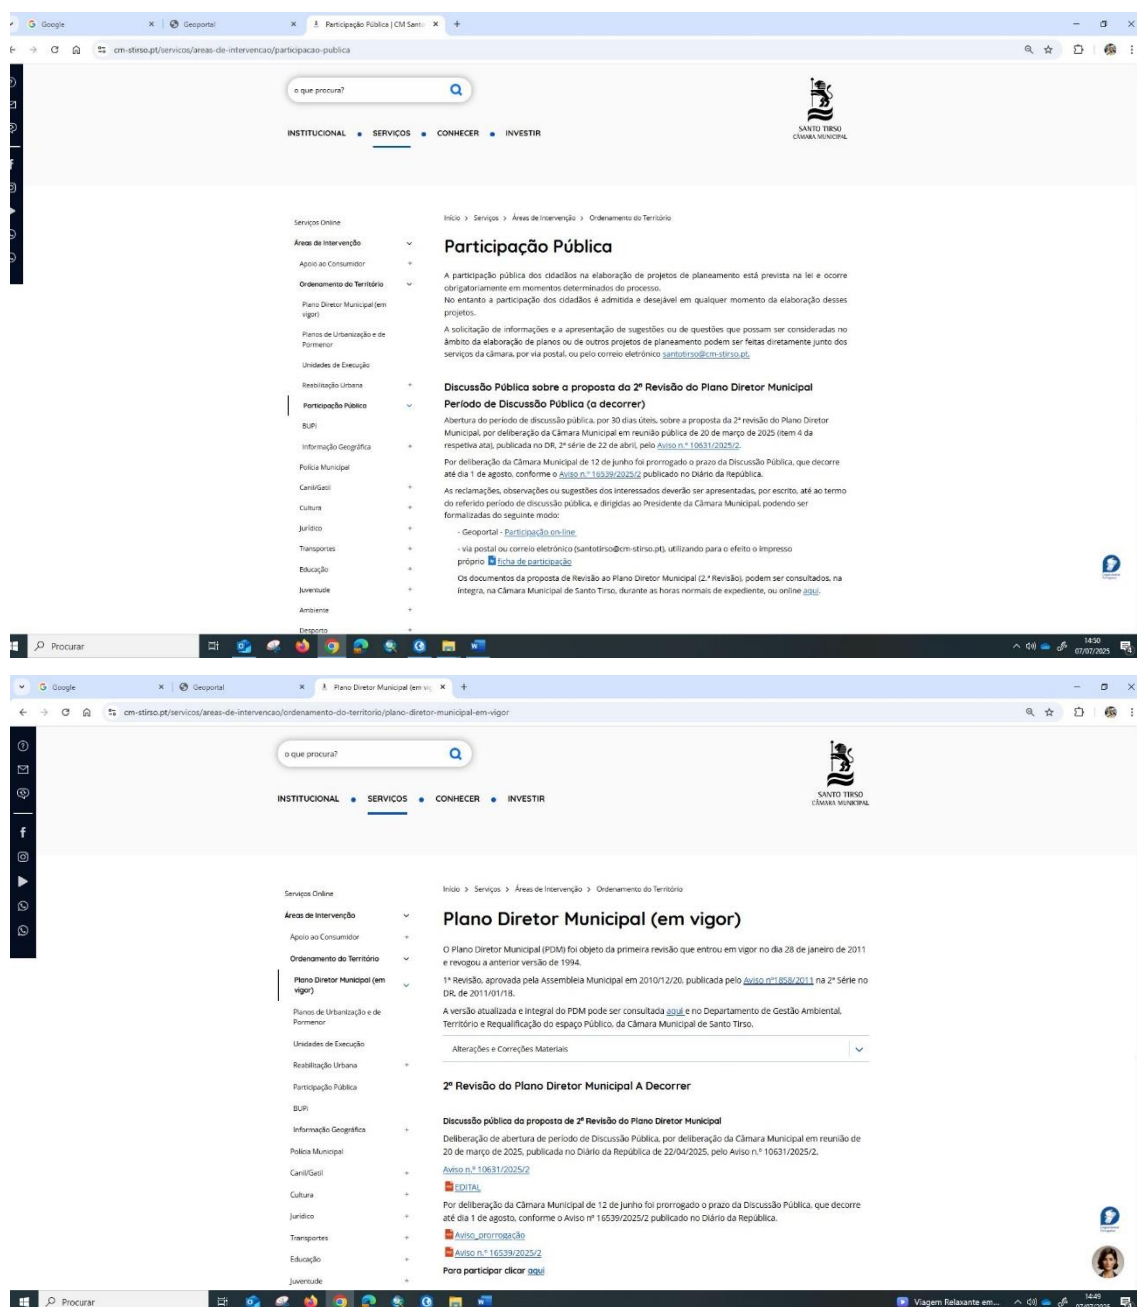 Google
Geoportal
Participação Pública | CM Santo
cm-stirso.pt/servicos/areas-de-intervencao/participacao-publica
o que procura?
INSTITUCIONAL
SERVIÇOS
CONHECER
INVESTIR
SANTO TIRSO
CÂMARA MUNICIPAL
Serviços Online
Áreas de Intervenção
Apoio ao Consumidor
Ordenamento do Território
Plano Diretor Municipal (em
vigor)
Planos de Urbanização e de
Pormenor
Unidades de Execução
Reabilitação Urbana
Participação Pública
BUPi
Informação Geográfica
Polícia Municipal
Canil/Gatil
Cultura
Jurídico
Transportes
Educação
Juventude
Ambiente
Desporto
Início > Serviços > Áreas de Intervenção > Ordenamento do Território
Participação Pública
A participação pública dos cidadãos na elaboração de projetos de planeamento está prevista na lei e ocorre
obrigatoriamente em momentos determinados do processo.
No entanto a participação dos cidadãos é admitida e desejável em qualquer momento da elaboração desses
projetos.
A solicitação de informações e a apresentação de sugestões ou de questões que possam ser consideradas no
âmbito da elaboração de planos ou de outros projetos de planeamento podem ser feitas diretamente junto dos
serviços da câmara, por via postal, ou pelo correio eletrónico santotirso@cm-stirso.pt.
Discussão Pública sobre a proposta da 2ª Revisão do Plano Diretor Municipal
Período de Discussão Pública (a decorrer)
Abertura do período de discussão pública, por 30 dias úteis, sobre a proposta da 2ª revisão do Plano Diretor
Municipal, por deliberação da Câmara Municipal em reunião pública de 20 de março de 2025 (item 4 da
respetiva ata), publicada no DR, 2ª série de 22 de abril, pelo Aviso n.º 10631/2025/2.
Por deliberação da Câmara Municipal de 12 de junho foi prorrogado o prazo da Discussão Pública, que decorre
até dia 1 de agosto, conforme o Aviso n.º 16539/2025/2 publicado no Diário da República.
As reclamações, observações ou sugestões dos interessados deverão ser apresentadas, por escrito, até ao termo
do referido período de discussão pública, e dirigidas ao Presidente da Câmara Municipal, podendo ser
formalizadas do seguinte modo:
- Geoportal - Participação on-line
- via postal ou correio eletrónico (santotirso@cm-stirso.pt), utilizando para o efeito o impresso
próprio ficha de participação
Os documentos da proposta de Revisão ao Plano Diretor Municipal (2.ª Revisão), podem ser consultados, na
íntegra, na Câmara Municipal de Santo Tirso, durante as horas normais de expediente, ou online aqui.
Procurar
14:50
07/07/2025
Google
Geoportal
Plano Diretor Municipal (em vig
cm-stirso.pt/servicos/areas-de-intervencao/ordenamento-do-territorio/plano-diretor-municipal-em-vigor
o que procura?
INSTITUCIONAL
SERVIÇOS
CONHECER
INVESTIR
SANTO TIRSO
CÂMARA MUNICIPAL
Serviços Online
Áreas de Intervenção
Apoio ao Consumidor
Ordenamento do Território
Plano Diretor Municipal (em
vigor)
Planos de Urbanização e de
Pormenor
Unidades de Execução
Reabilitação Urbana
Participação Pública
BUPi
Informação Geográfica
Polícia Municipal
Canil/Gatil
Cultura
Jurídico
Transportes
Educação
Juventude
Início > Serviços > Áreas de Intervenção > Ordenamento do Território
Plano Diretor Municipal (em vigor)
O Plano Diretor Municipal (PDM) foi objeto da primeira revisão que entrou em vigor no dia 28 de janeiro de 2011
e revogou a anterior versão de 1994.
1ª Revisão, aprovada pela Assembleia Municipal em 2010/12/20, publicada pelo Aviso nº1858/2011 na 2ª Série no
DR, de 2011/01/18.
A versão atualizada e integral do PDM pode ser consultada aqui e no Departamento de Gestão Ambiental,
Território e Requalificação do espaço Público, da Câmara Municipal de Santo Tirso.
Alterações e Correções Materiais
2ª Revisão do Plano Diretor Municipal A Decorrer
Discussão pública da proposta de 2ª Revisão do Plano Diretor Municipal
Deliberação de abertura de período de Discussão Pública, por deliberação da Câmara Municipal em reunião de
20 de março de 2025, publicada no Diário da República de 22/04/2025, pelo Aviso n.º 10631/2025/2.
Aviso n.º 10631/2025/2
EDITAL
Por deliberação da Câmara Municipal de 12 de Junho foi prorrogado o prazo da Discussão Pública, que decorre
até dia 1 de agosto, conforme o Aviso nº 16539/2025/2 publicado no Diário da República.
Aviso_prorrogação
Aviso n.º 16539/2025/2
Para participar clicar aqui
Procurar
Viagem Relaxante em...
14:49
07/07/2025